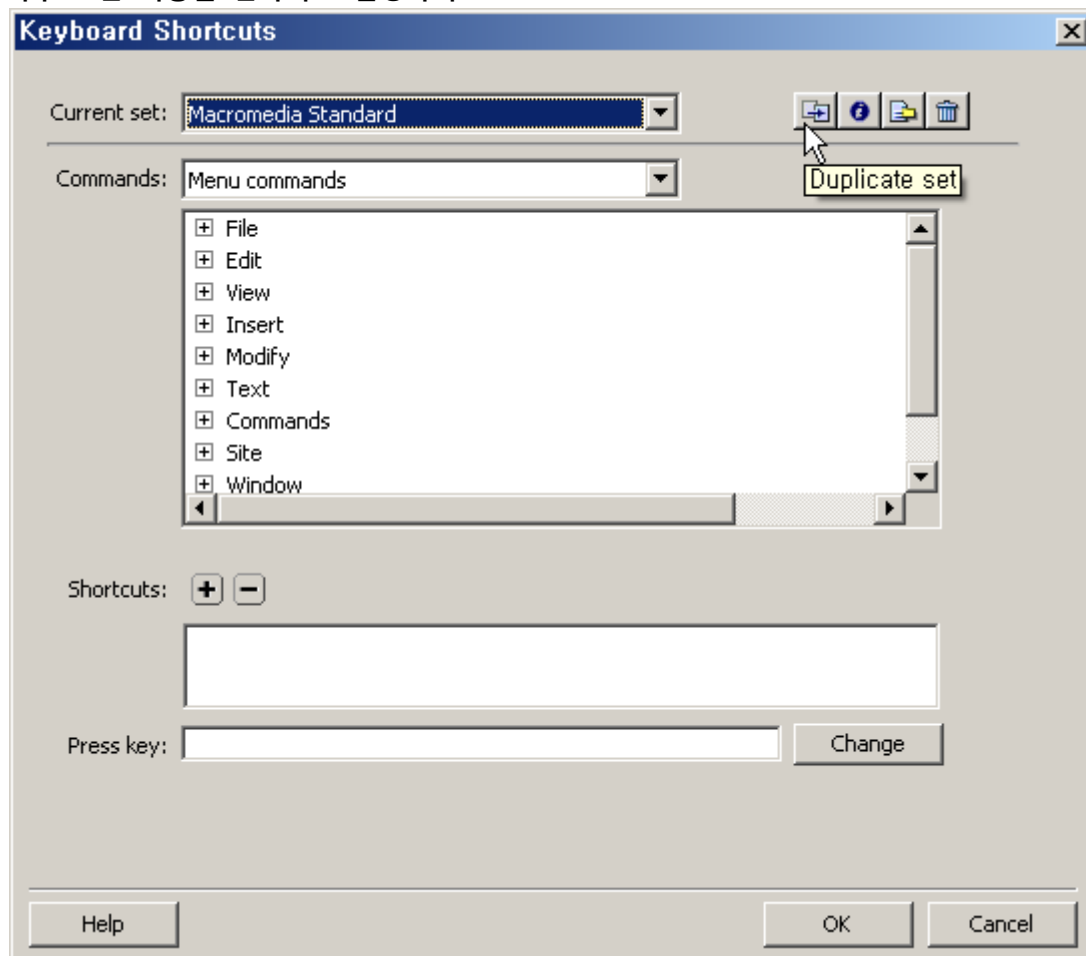 Keyboard Shortcuts
Current set: Macromedia Standard
Duplicate set
Commands: Menu commands
File
Edit
View
Insert
Modify
Text
Commands
Site
Window
Shortcuts:
Press key: Change
Help OK Cancel